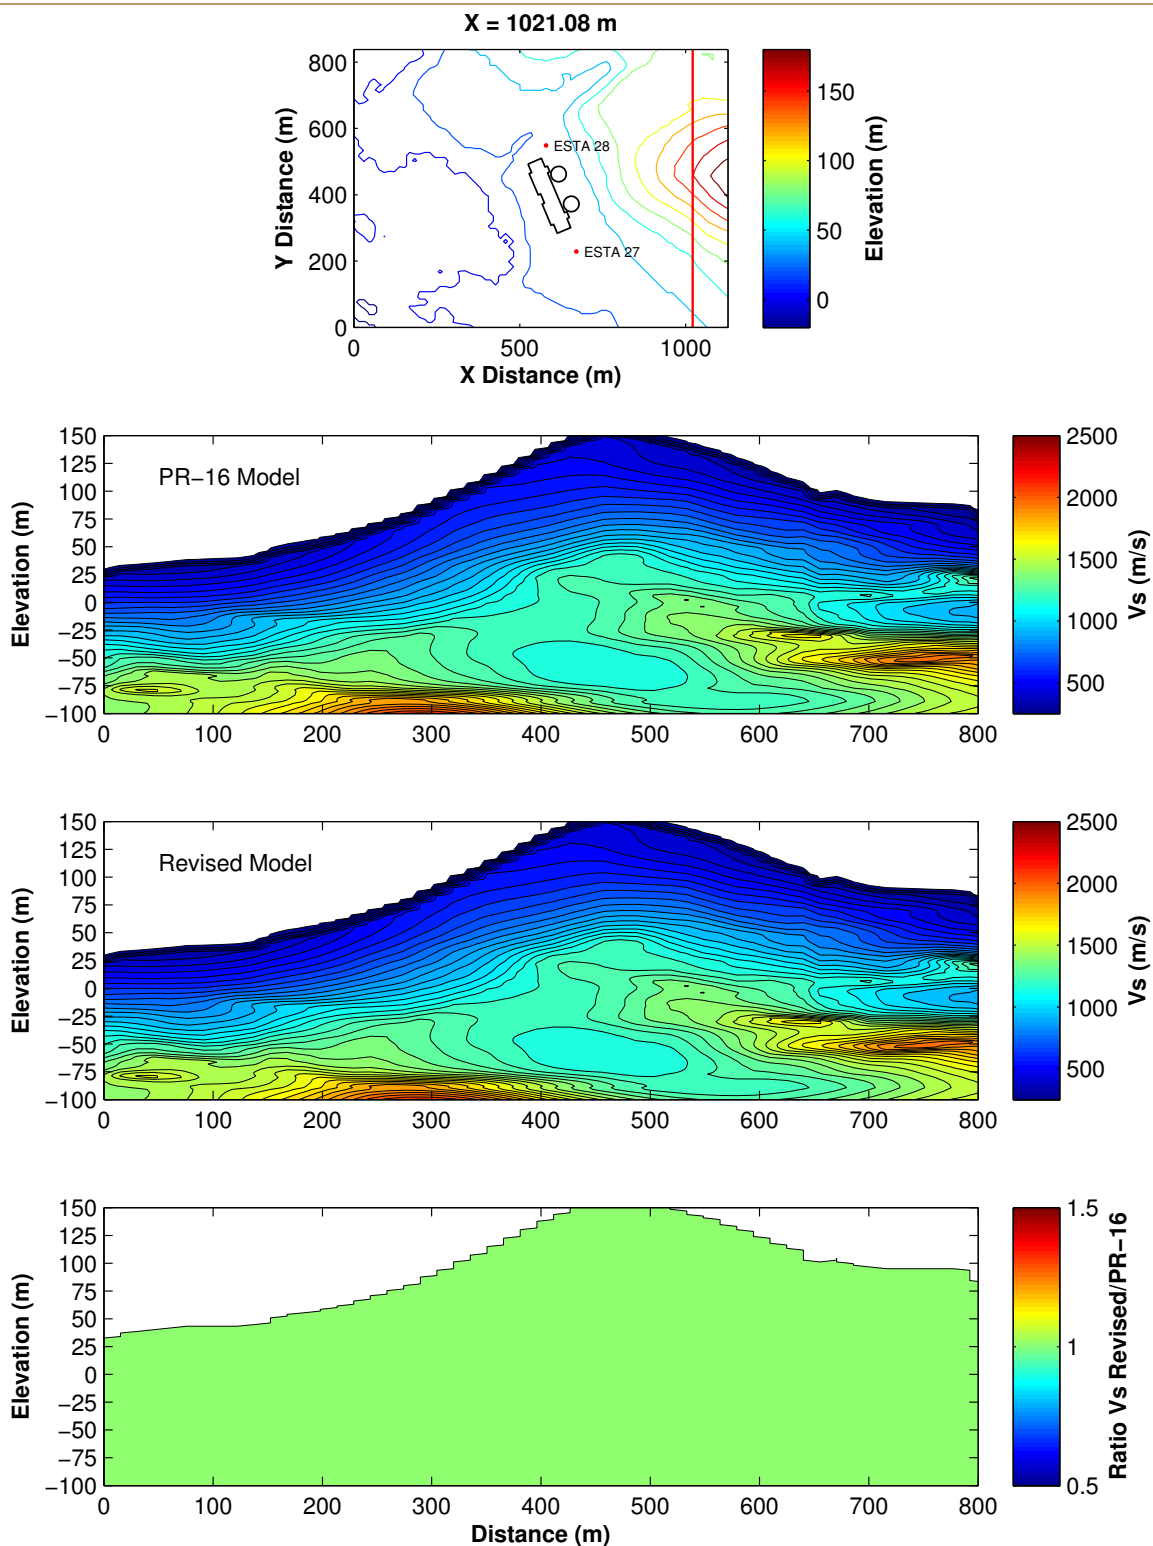 X = 1021.08 m
800
600
400
200
0
Y Distance (m)
ESTA 28
ESTA 27
0 500 1000
X Distance (m)
150
100
50
0
Elevation (m)
150
125
100
75
50
25
0
−25
−50
−75
−100
Elevation (m)
PR−16 Model
0 100 200 300 400 500 600 700 800
2500
2000
1500
1000
500
Vs (m/s)
150
125
100
75
50
25
0
−25
−50
−75
−100
Elevation (m)
Revised Model
0 100 200 300 400 500 600 700 800
2500
2000
1500
1000
500
Vs (m/s)
150
125
100
75
50
25
0
−25
−50
−75
−100
Elevation (m)
0 100 200 300 400 500 600 700 800
Distance (m)
1.5
1
0.5
Ratio Vs Revised/PR−16